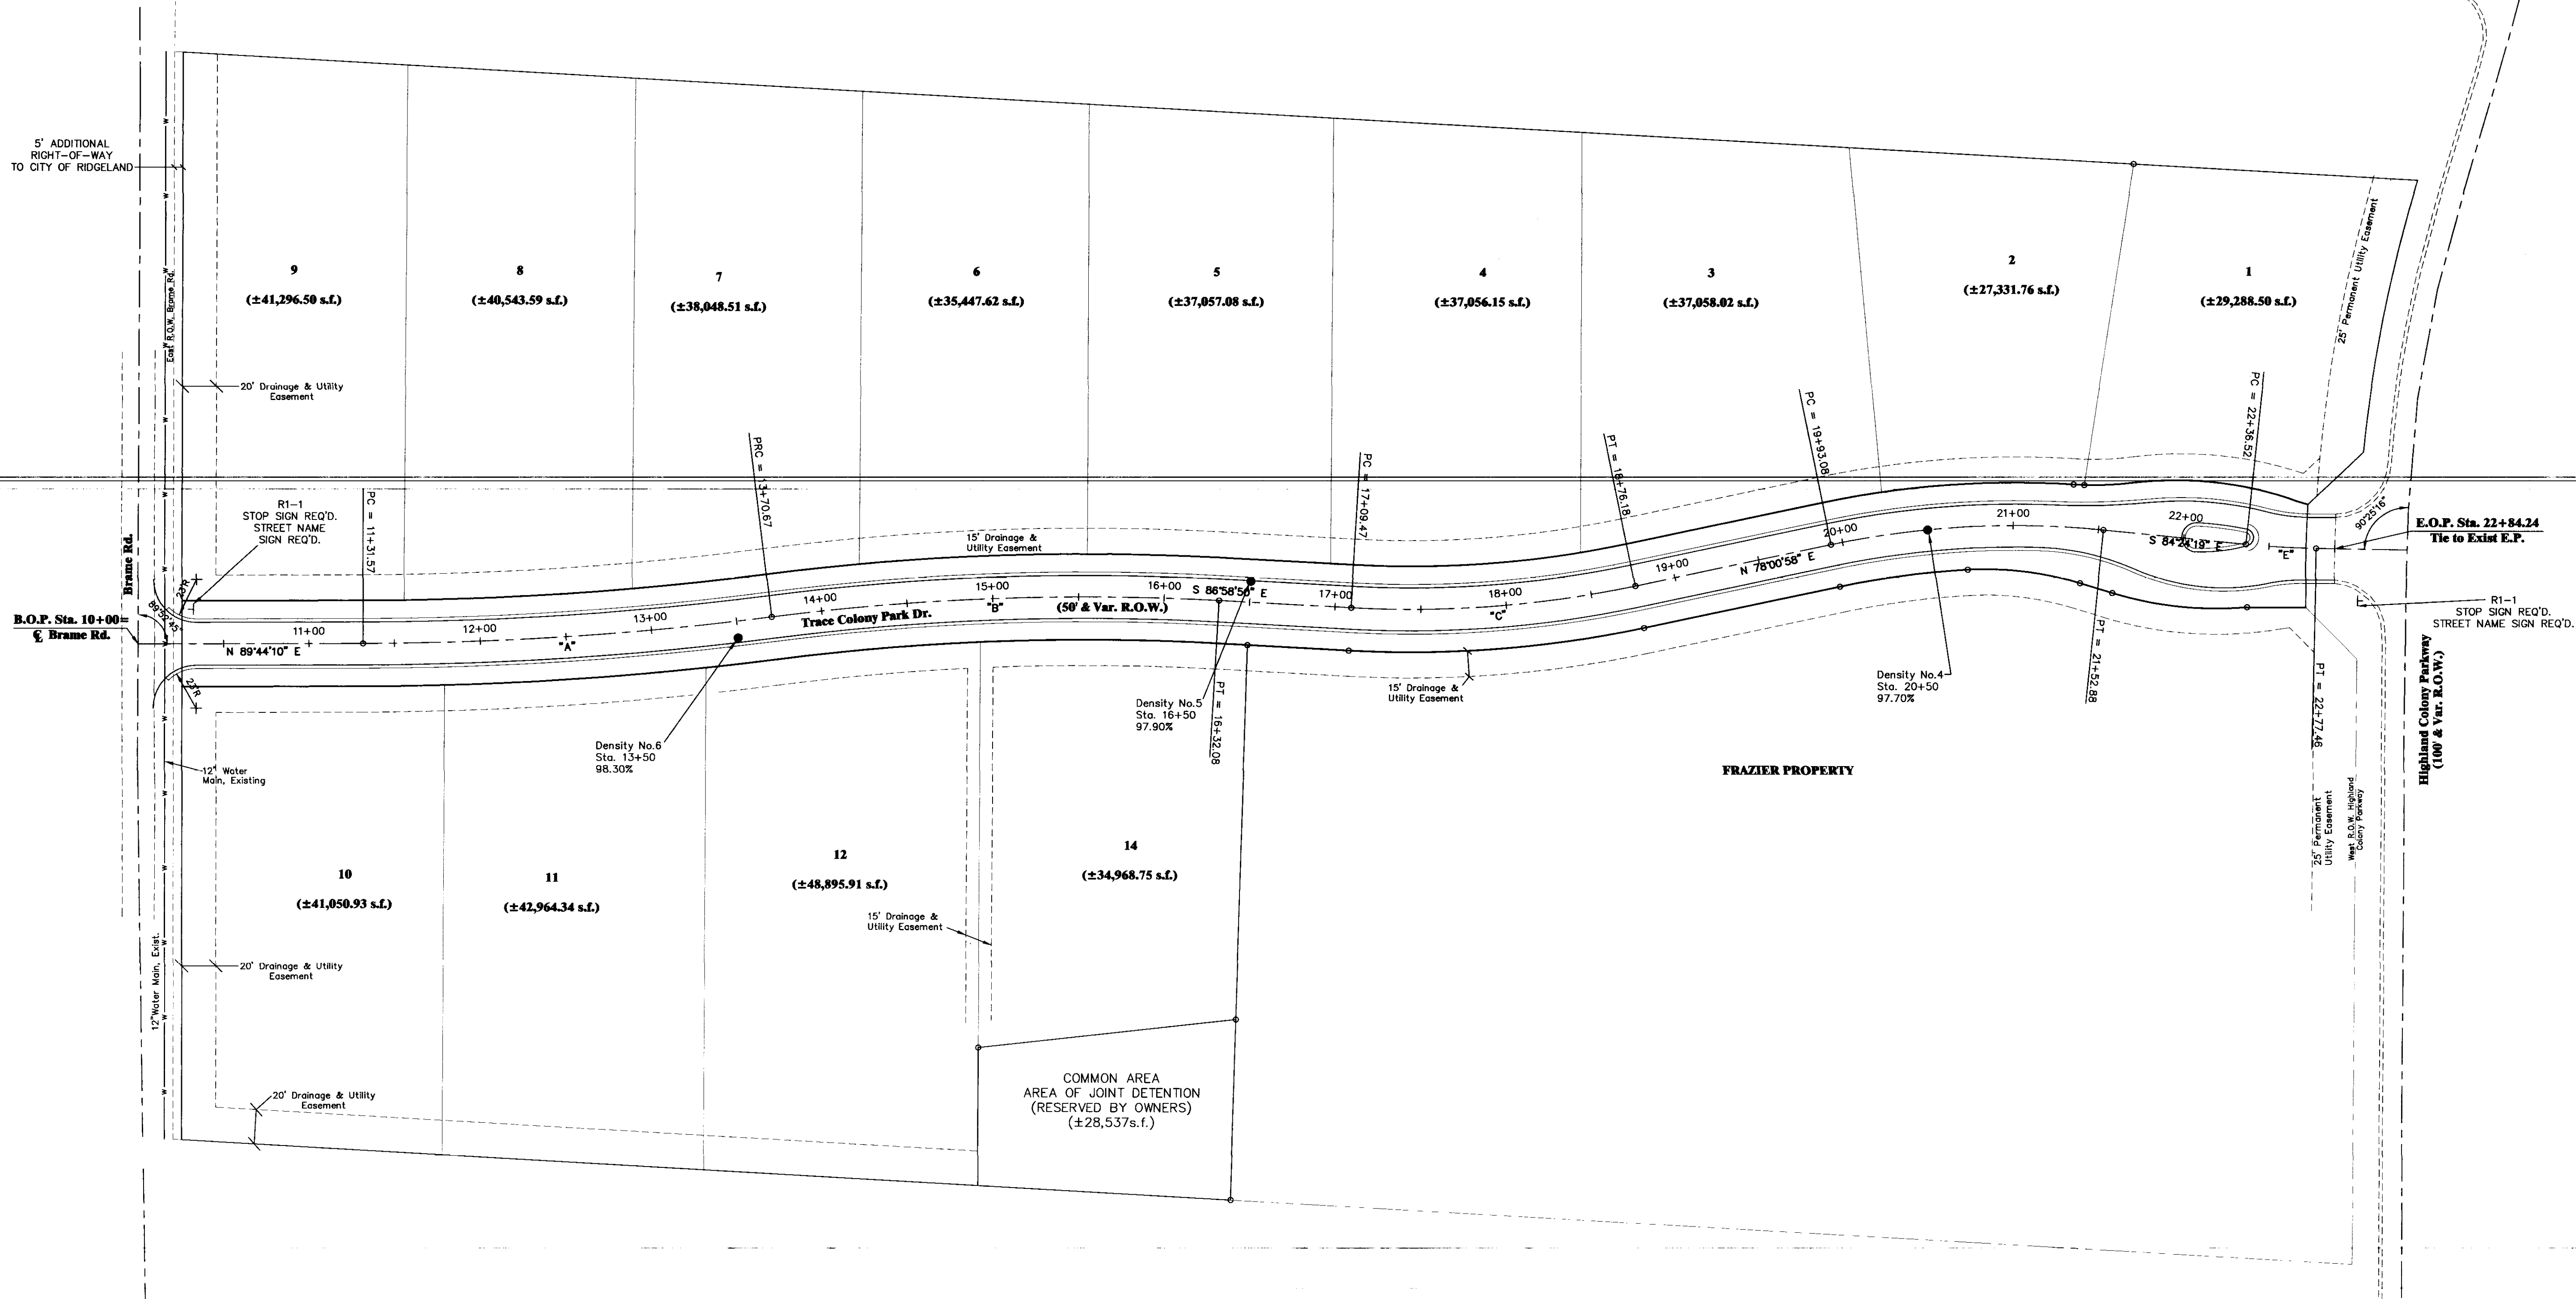 5' ADDITIONAL
RIGHT-OF-WAY
TO CITY OF RIDGELAND
East R.O.W. Brame Rd.
9
(±41,296.50 s.f.)
8
(±40,543.59 s.f.)
7
(±38,048.51 s.f.)
6
(±35,447.62 s.f.)
5
(±37,057.08 s.f.)
4
(±37,056.15 s.f.)
3
(±37,058.02 s.f.)
2
(±27,331.76 s.f.)
1
(±29,288.50 s.f.)
25' Permanent Utility Easement
20' Drainage & Utility
Easement
R1-1
STOP SIGN REQ'D.
STREET NAME
SIGN REQ'D.
PC = 11+31.57
PRC = 13+70.67
PC = 17+09.47
PT = 18+76.18
PC = 19+93.08
PC = 22+36.52
15' Drainage &
Utility Easement
Brame Rd.
25'R
89°59'45"
B.O.P. Sta. 10+00=
℄ Brame Rd.
N 89°44'10" E
11+00
12+00
"A"
13+00
14+00
Trace Colony Park Dr.
15+00
"B"
(50' & Var. R.O.W.)
16+00
S 86°58'50" E
17+00
18+00
"C"
19+00
N 78°00'58" E
20+00
21+00
22+00
S 84°24'19" E
"E"
90°25'16"
E.O.P. Sta. 22+84.24
Tie to Exist E.P.
R1-1
STOP SIGN REQ'D.
STREET NAME SIGN REQ'D.
23'R
12" Water
Main, Existing
Density No.6
Sta. 13+50
98.30%
Density No.5
Sta. 16+50
97.90%
PT = 16+32.08
15' Drainage &
Utility Easement
Density No.4
Sta. 20+50
97.70%
PT = 21+52.88
PT = 22+77.46
Highland Colony Parkway
(100' & Var. R.O.W.)
FRAZIER PROPERTY
25' Permanent
Utility Easement
West R.O.W. Highland
Colony Parkway
10
(±41,050.93 s.f.)
11
(±42,964.34 s.f.)
12
(±48,895.91 s.f.)
14
(±34,968.75 s.f.)
15' Drainage &
Utility Easement
12" Water Main, Exist.
20' Drainage & Utility
Easement
20' Drainage & Utility
Easement
COMMON AREA
AREA OF JOINT DETENTION
(RESERVED BY OWNERS)
(±28,537s.f.)